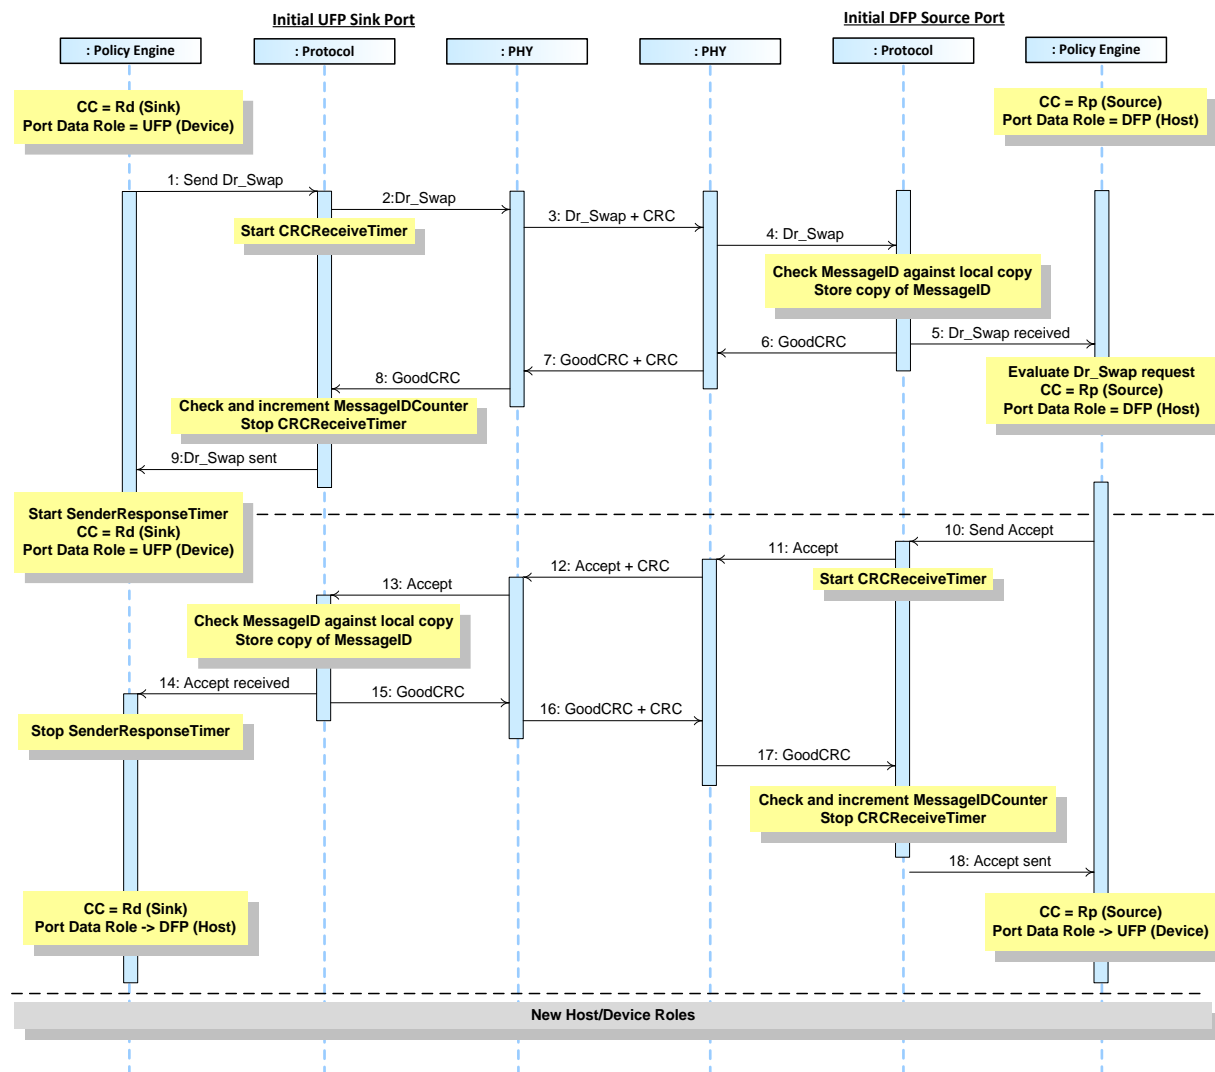 Initial UFP Sink Port
Initial DFP Source Port
: Policy Engine
: Protocol
: PHY
: PHY
: Protocol
: Policy Engine
CC = Rd (Sink)
Port Data Role = UFP (Device)
CC = Rp (Source)
Port Data Role = DFP (Host)
1: Send Dr_Swap
2:Dr_Swap
Start CRCReceiveTimer
3: Dr_Swap + CRC
4: Dr_Swap
Check MessageID against local copy
Store copy of MessageID
5: Dr_Swap received
6: GoodCRC
7: GoodCRC + CRC
8: GoodCRC
Evaluate Dr_Swap request
CC = Rp (Source)
Port Data Role = DFP (Host)
Check and increment MessageIDCounter
Stop CRCReceiveTimer
9:Dr_Swap sent
Start SenderResponseTimer
CC = Rd (Sink)
Port Data Role = UFP (Device)
10: Send Accept
11: Accept
Start CRCReceiveTimer
12: Accept + CRC
13: Accept
Check MessageID against local copy
Store copy of MessageID
14: Accept received
15: GoodCRC
16: GoodCRC + CRC
Stop SenderResponseTimer
17: GoodCRC
Check and increment MessageIDCounter
Stop CRCReceiveTimer
18: Accept sent
CC = Rd (Sink)
Port Data Role -> DFP (Host)
CC = Rp (Source)
Port Data Role -> UFP (Device)
New Host/Device Roles